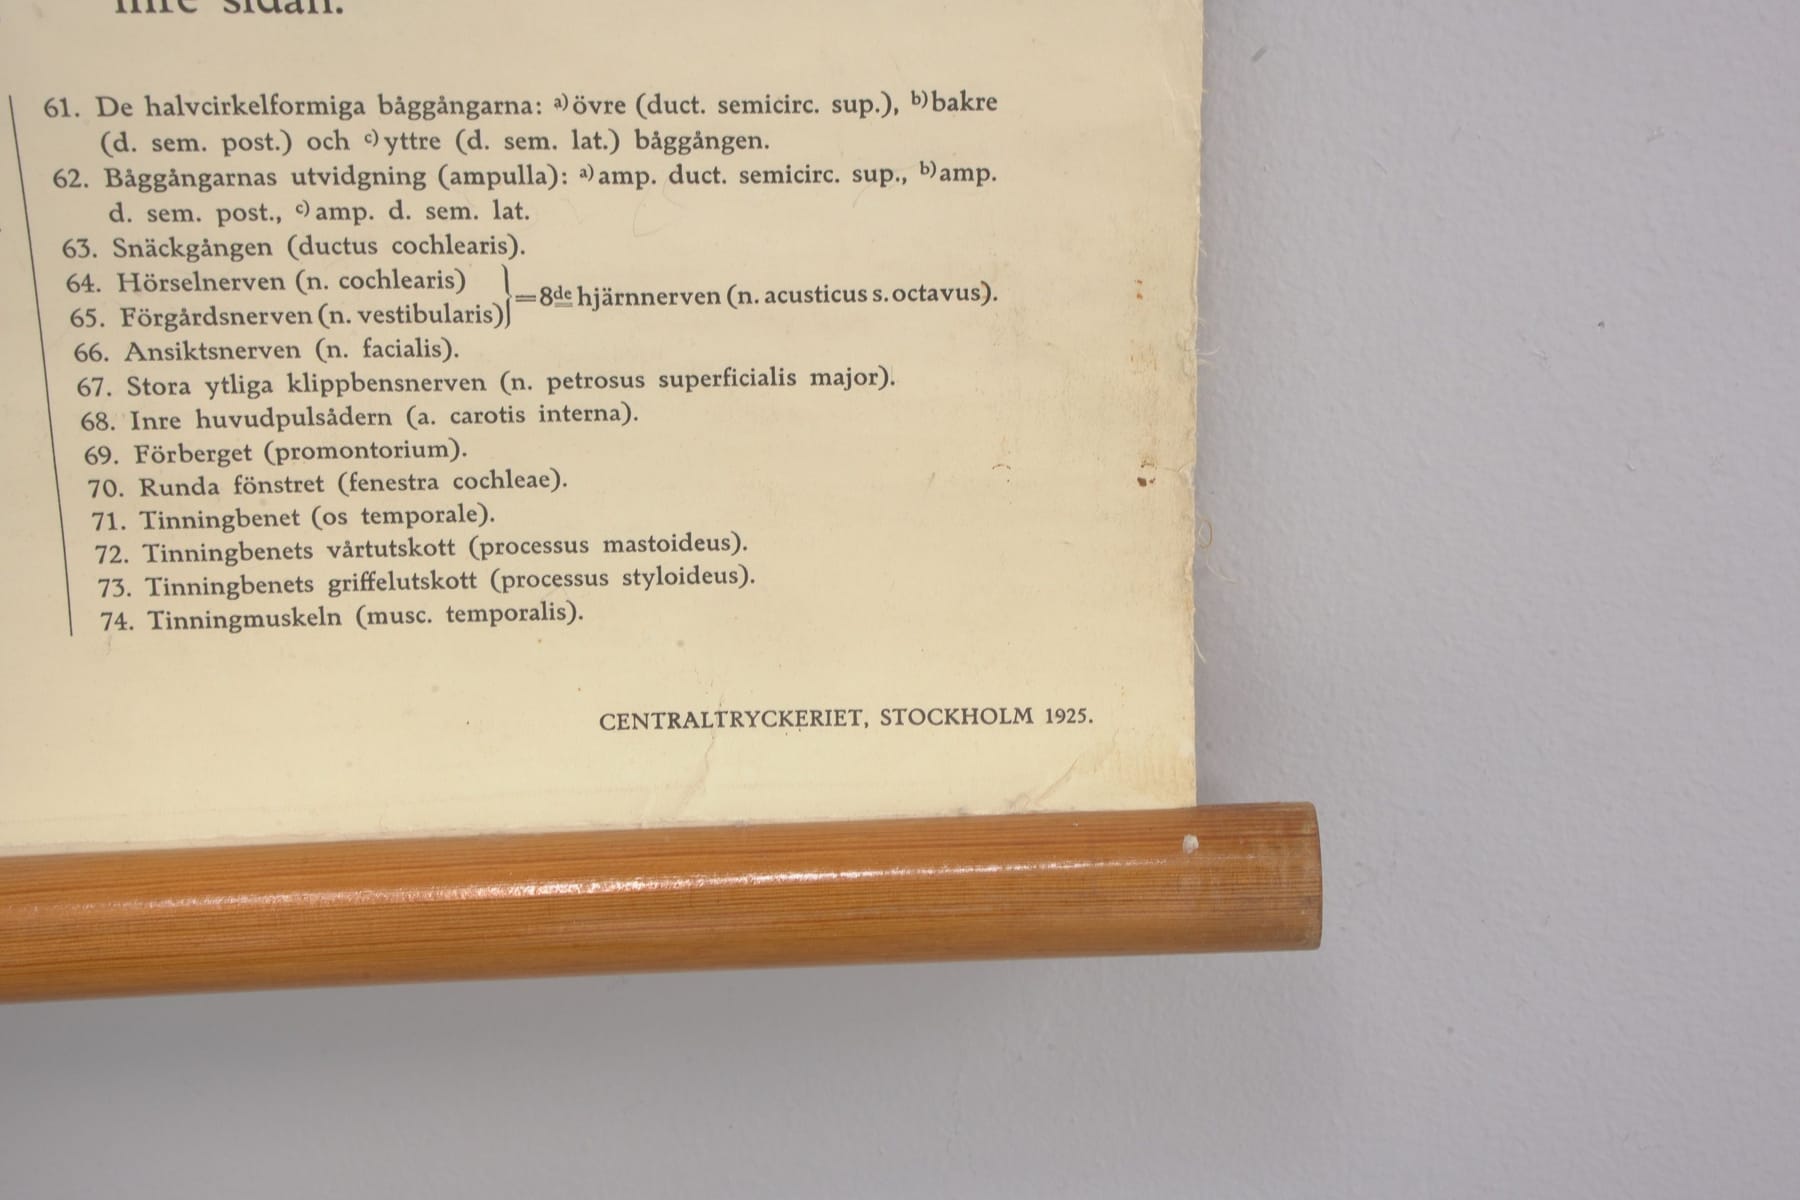 inre sidan.
61. De halvcirkelformiga båggångarna: a) övre (duct. semicirc. sup.), b) bakre
(d. sem. post.) och c) yttre (d. sem. lat.) båggången.
62. Båggångarnas utvidgning (ampulla): a) amp. duct. semicirc. sup., b) amp.
d. sem. post., c) amp. d. sem. lat.
63. Snäckgången (ductus cochlearis).
64. Hörselnerven (n. cochlearis)
65. Förgårdsnerven (n. vestibularis)
} = 8de hjärnnerven (n. acusticus s. octavus).
66. Ansiktsnerven (n. facialis).
67. Stora ytliga klippbensnerven (n. petrosus superficialis major).
68. Inre huvudpulsådern (a. carotis interna).
69. Förberget (promontorium).
70. Runda fönstret (fenestra cochleae).
71. Tinningbenet (os temporale).
72. Tinningbenets vårtutskott (processus mastoideus).
73. Tinningbenets griffelutskott (processus styloideus).
74. Tinningmuskeln (musc. temporalis).
CENTRALTRYCKERIET, STOCKHOLM 1925.